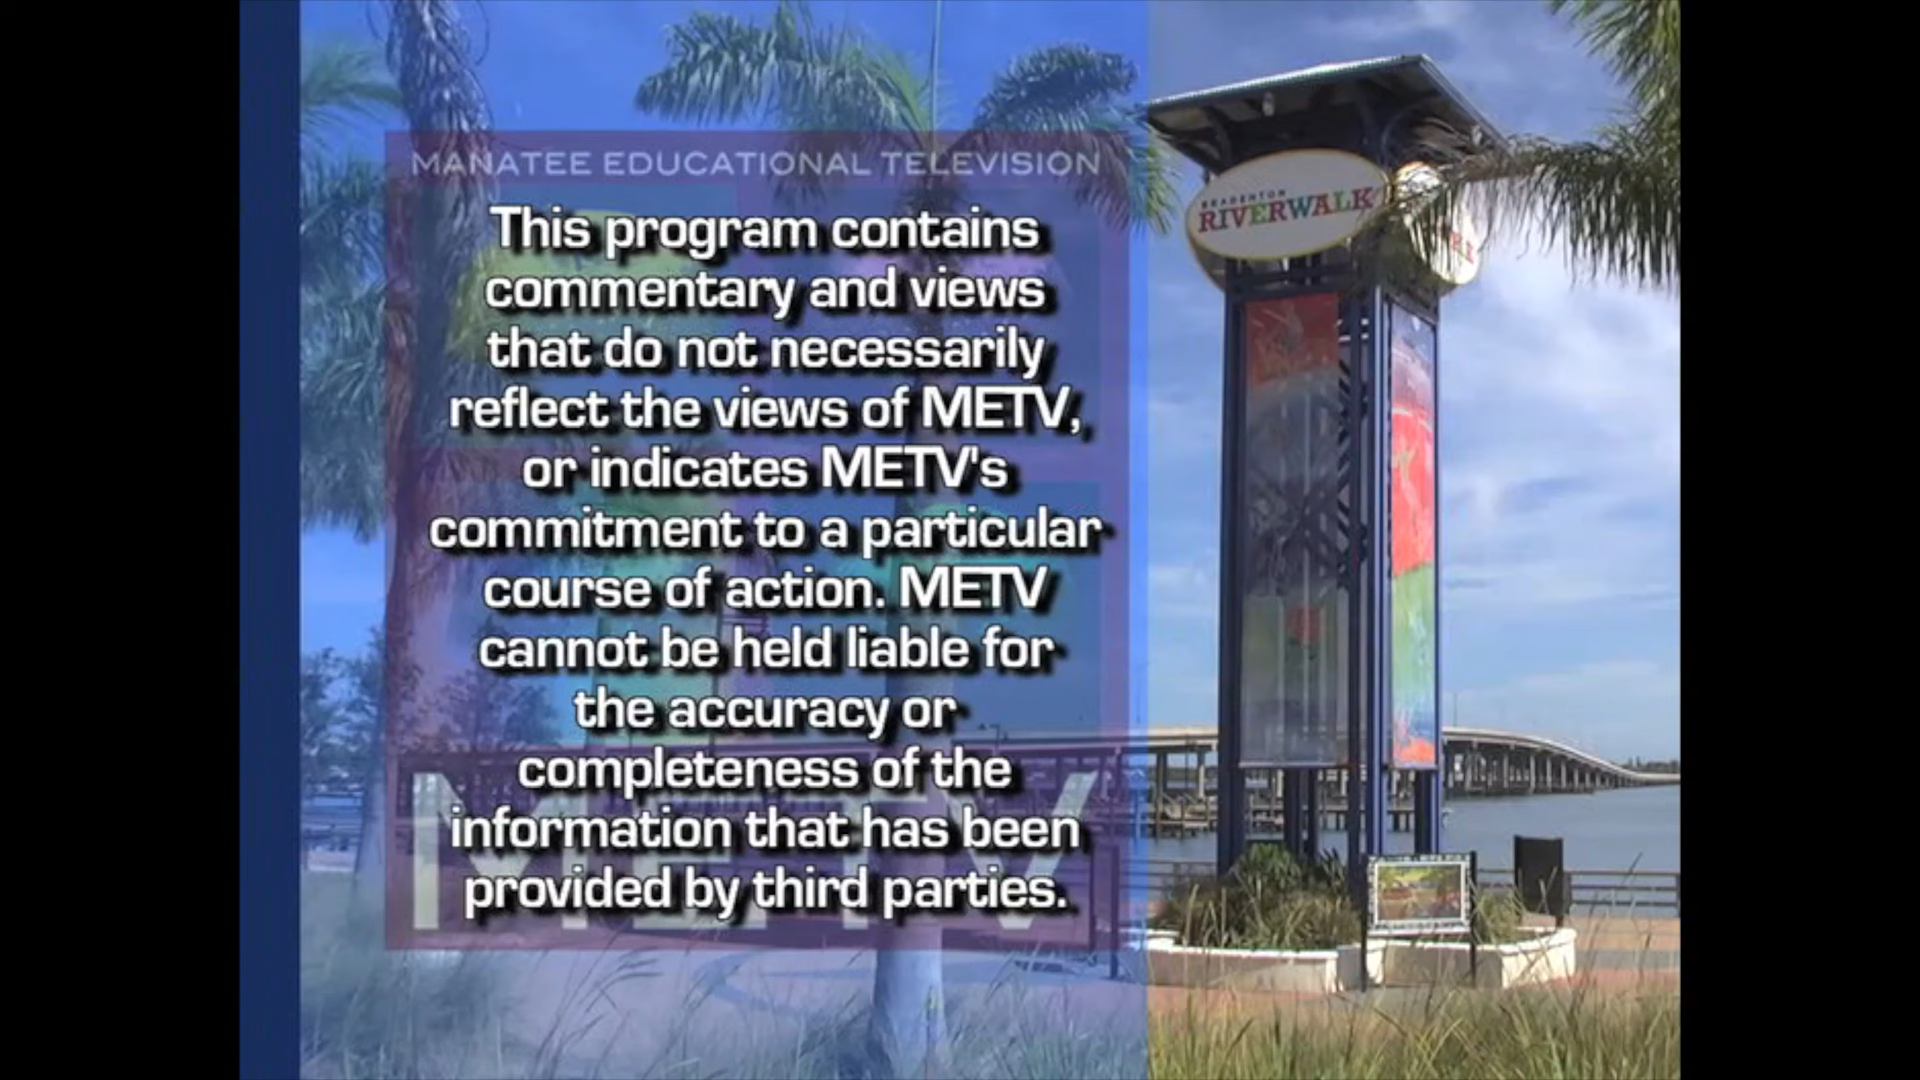 MANATEE EDUCATIONAL TELEVISION
This program contains
commentary and views
that do not necessarily
reflect the views of METV,
or indicates METV's
commitment to a particular
course of action. METV
cannot be held liable for
the accuracy or
completeness of the
information that has been
provided by third parties.
METV
BRADENTON
RIVERWALK